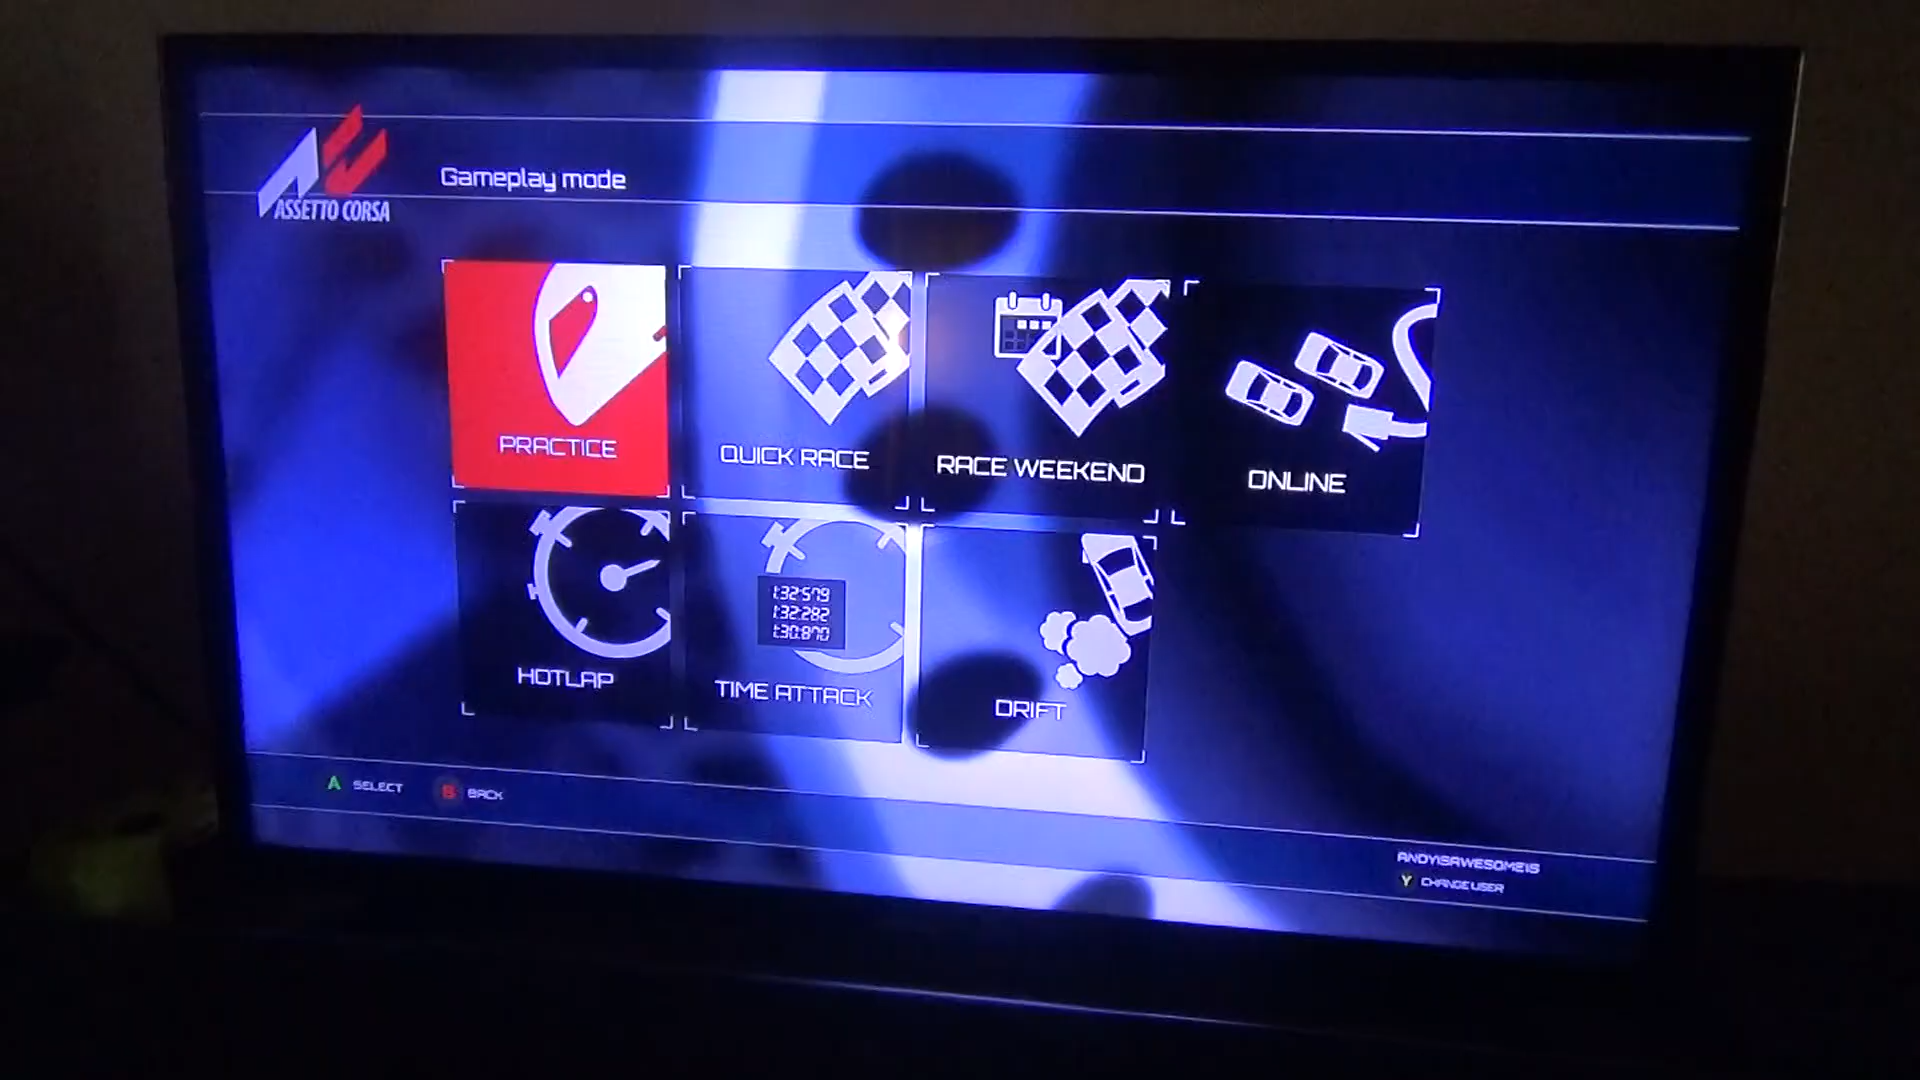 ASSETTO CORSA
Gameplay mode
PRACTICE
QUICK RACE
RACE WEEKEND
ONLINE
HOTLAP
1:32:579
1:32:282
1:30:870
TIME ATTACK
DRIFT
A SELECT
B BACK
ANDYISAWESOME15
Y CHANGE USER